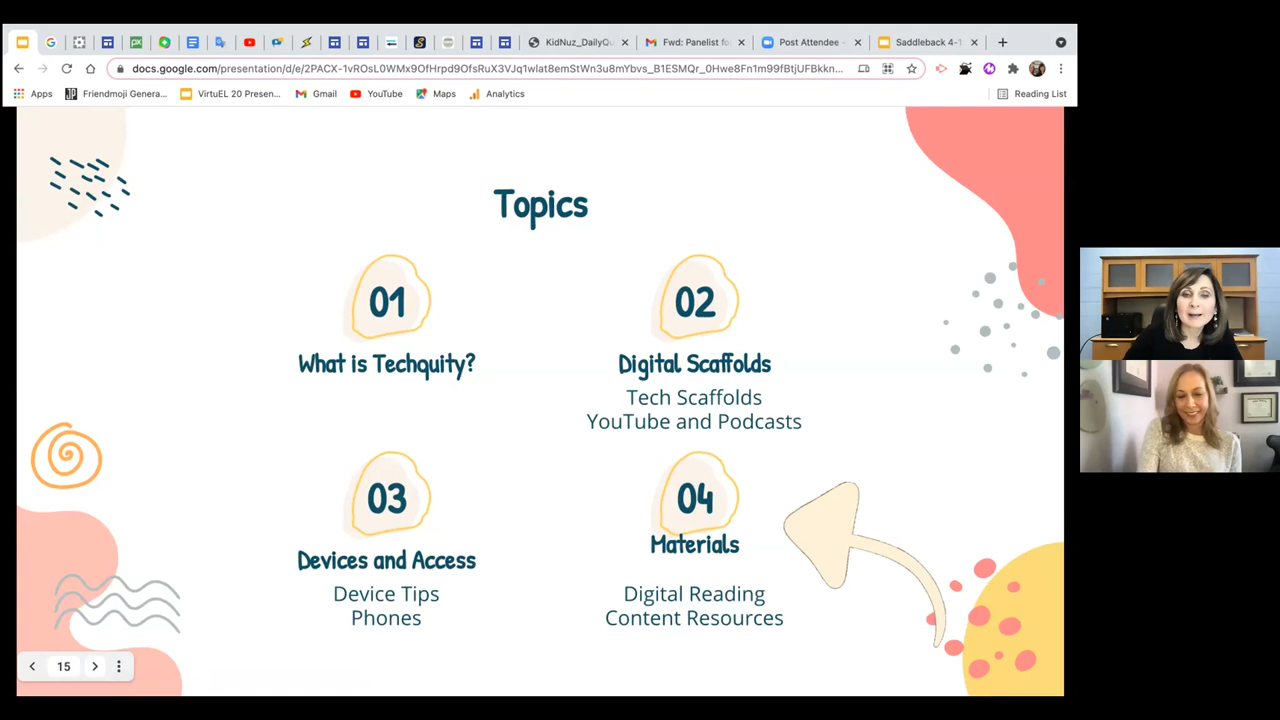 KidNuz_DailyQu
Fwd: Panelist fo
Post Attendee -
Saddleback 4-1
docs.google.com/presentation/d/e/2PACX-1vROsL0WMx9OfHrpd9OfsRuX3VJq1wlat8emStWn3u8mYbvs_B1ESMQr_0Hwe8Fn1m99fBtjUFBkkn...
Apps
Friendmoji Genera...
VirtuEL 20 Presen...
Gmail
YouTube
Maps
Analytics
Reading List
Topics
01
02
What is Techquity?
Digital Scaffolds
Tech Scaffolds
YouTube and Podcasts
03
04
Devices and Access
Materials
Device Tips
Phones
Digital Reading
Content Resources
15